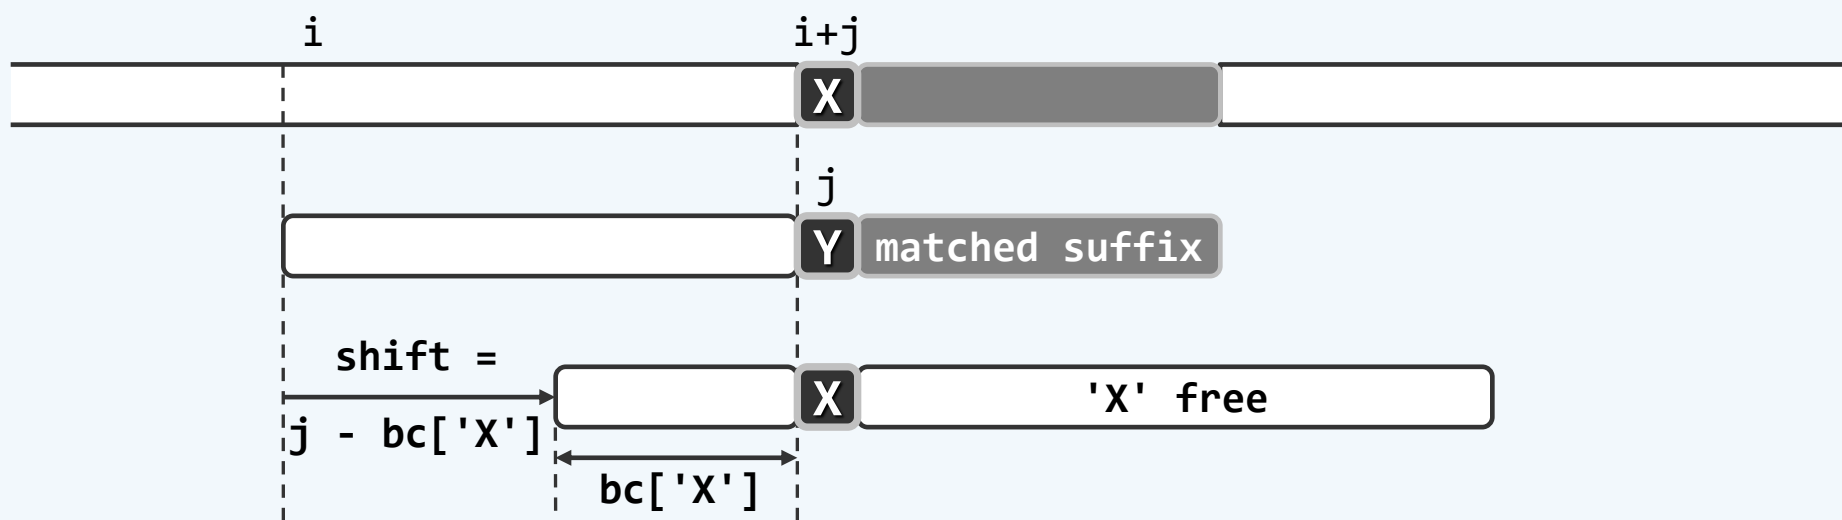 i i+j
X
j
Y matched suffix
shift =
X 'X' free
j - bc['X']
bc['X']